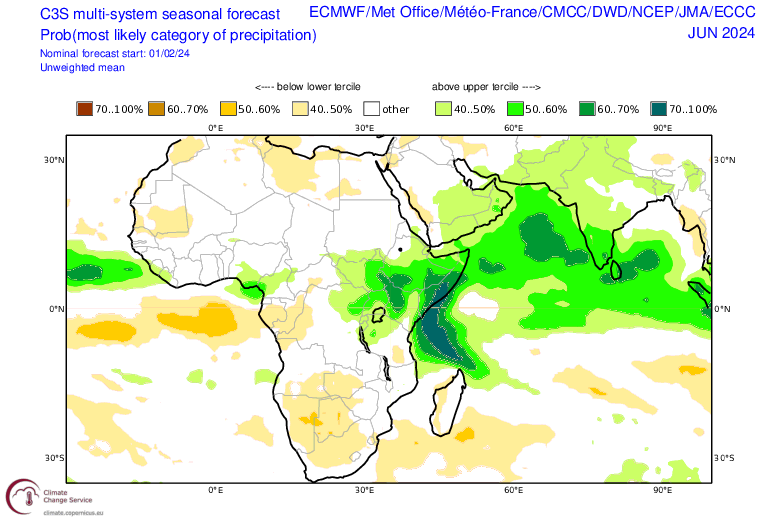 C3S multi-system seasonal forecast ECMWF/Met Office/Météo-France/CMCC/DWD/NCEP/JMA/ECCC
Prob(most likely category of precipitation) JUN 2024
Nominal forecast start: 01/02/24
Unweighted mean
<---- below lower tercile above upper tercile ---->
70..100% 60..70% 50..60% 40..50% other 40..50% 50..60% 60..70% 70..100%
0°E 30°E 60°E 90°E
30°N 30°N
0°N 0°N
30°S 30°S
0°E 30°E 60°E 90°E
Climate
Change Service
climate.copernicus.eu